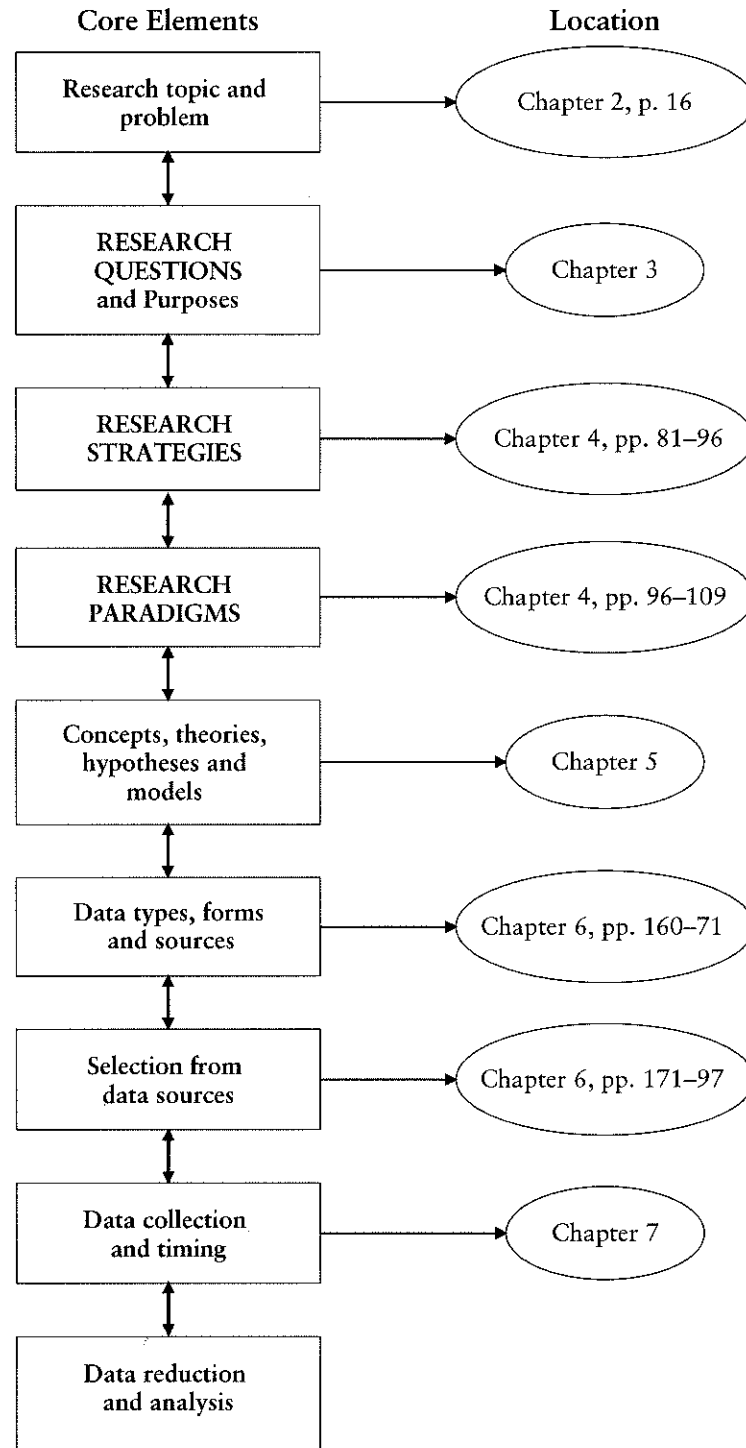 Core Elements
Location
Research topic and
problem
Chapter 2, p. 16
RESEARCH
QUESTIONS
and Purposes
Chapter 3
RESEARCH
STRATEGIES
Chapter 4, pp. 81–96
RESEARCH
PARADIGMS
Chapter 4, pp. 96–109
Concepts, theories,
hypotheses and
models
Chapter 5
Data types, forms
and sources
Chapter 6, pp. 160–71
Selection from
data sources
Chapter 6, pp. 171–97
Data collection
and timing
Chapter 7
Data reduction
and analysis